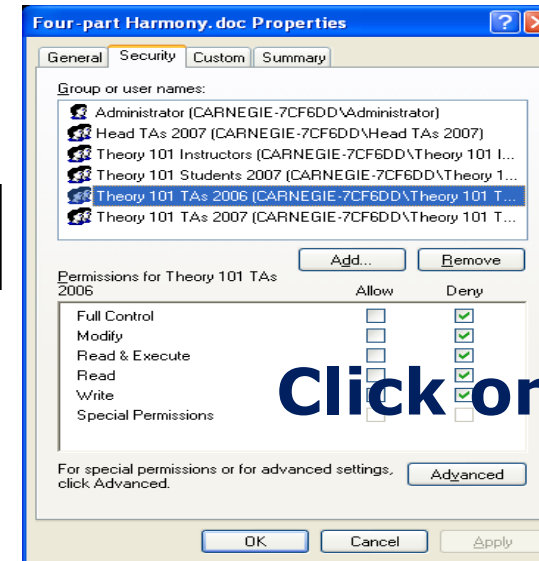 Four-part Harmony.doc Properties
General Security Custom Summary
Group or user names:
Administrator (CARNEGIE-7CF6DD\Administrator)
Head TAs 2007 (CARNEGIE-7CF6DD\Head TAs 2007)
Theory 101 Instructors (CARNEGIE-7CF6DD\Theory 101 I...
Theory 101 Students 2007 (CARNEGIE-7CF6DD\Theory 1...
Theory 101 TAs 2006 (CARNEGIE-7CF6DD\Theory 101 T...
Theory 101 TAs 2007 (CARNEGIE-7CF6DD\Theory 101 T...
Add... Remove
Permissions for Theory 101 TAs
2006 Allow Deny
Full Control
Modify
Read & Execute
Read
Write
Click on
Special Permissions
For special permissions or for advanced settings,
click Advanced.
Advanced
OK Cancel Apply